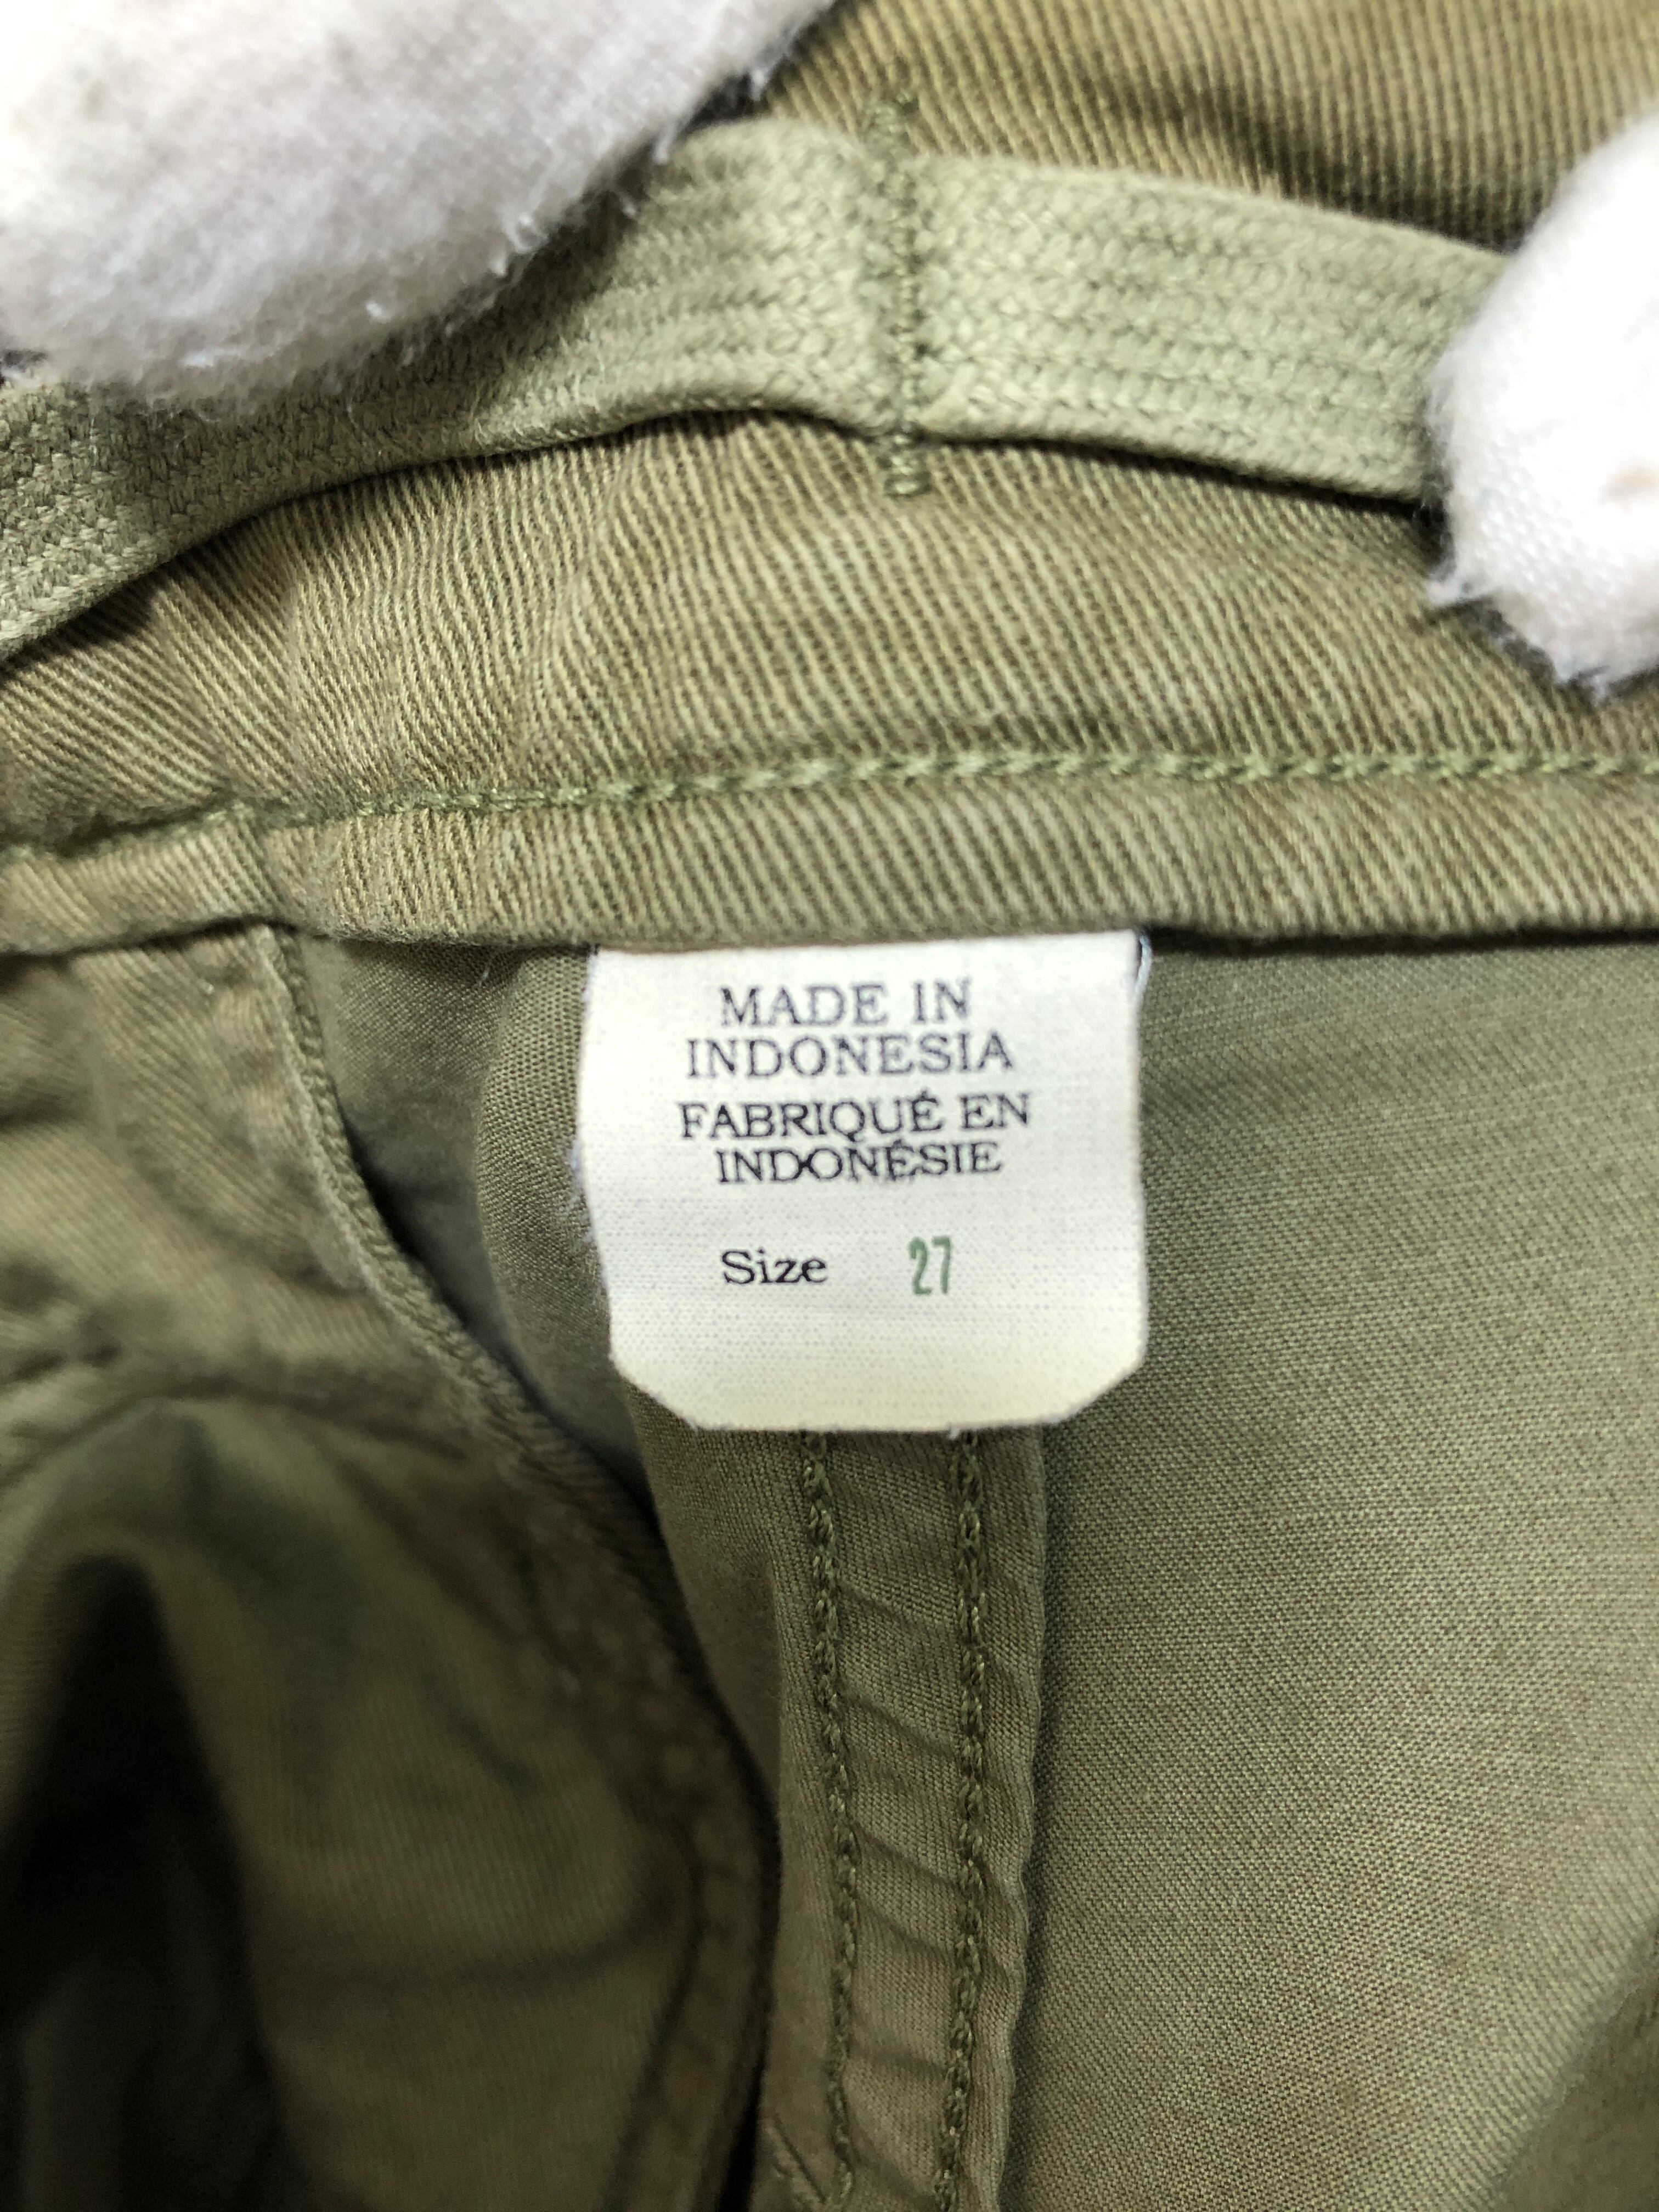 MADE IN
INDONESIA
FABRIQUÉ EN
INDONÉSIE
Size 27